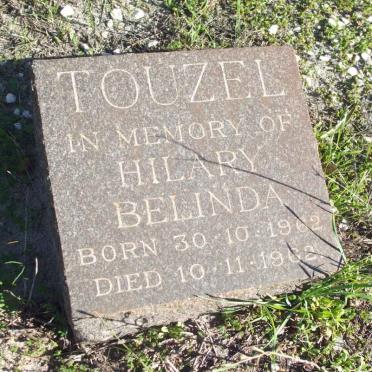 TOUZEL
IN MEMORY OF
HILARY
BELINDA
BORN 30·10·1962
DIED 10·11·1962